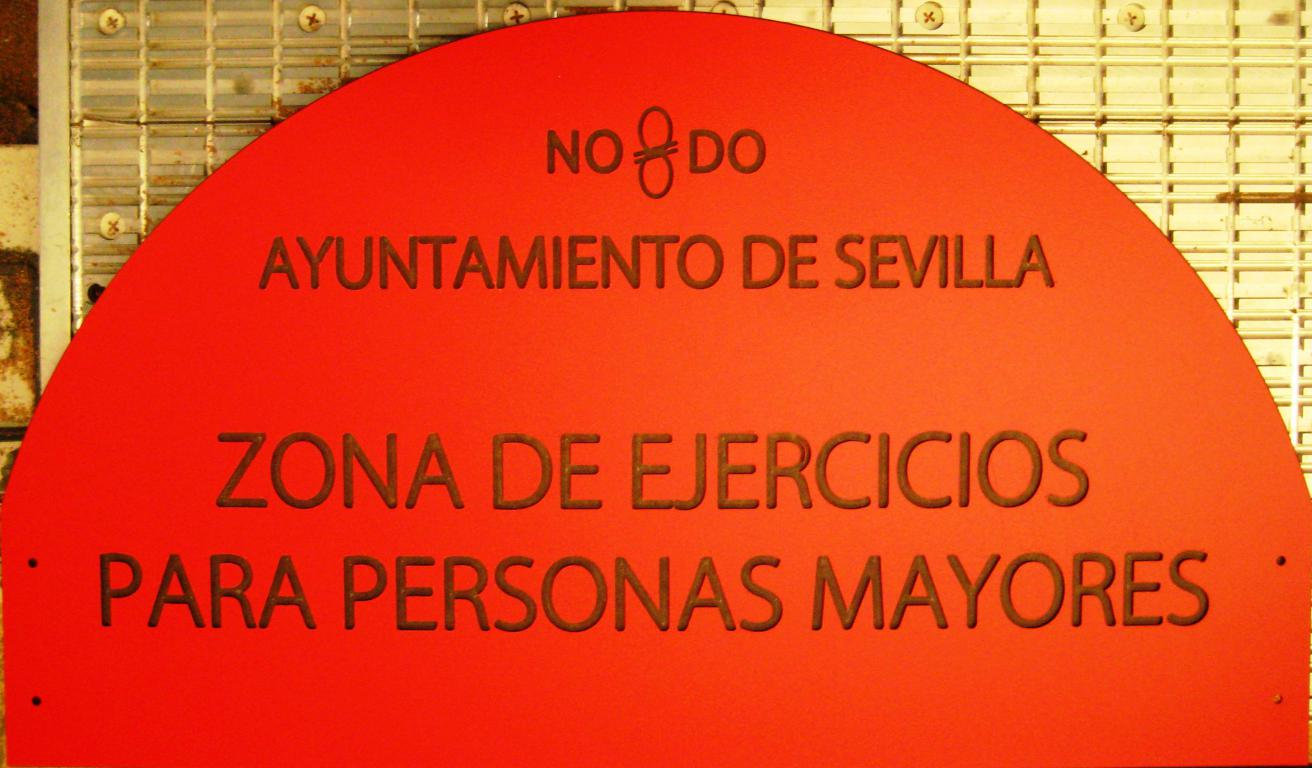 NO8DO
AYUNTAMIENTO DE SEVILLA
ZONA DE EJERCICIOS
PARA PERSONAS MAYORES